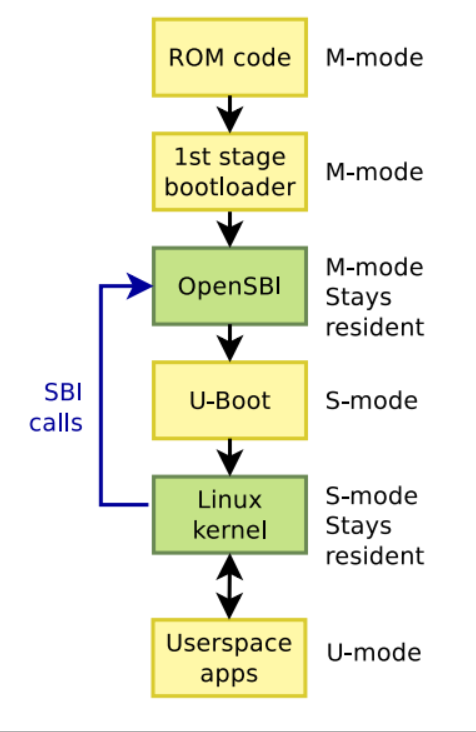 ROM code
M-mode
1st stage
bootloader
M-mode
OpenSBI
M-mode
Stays
resident
SBI
calls
U-Boot
S-mode
Linux
kernel
S-mode
Stays
resident
Userspace
apps
U-mode